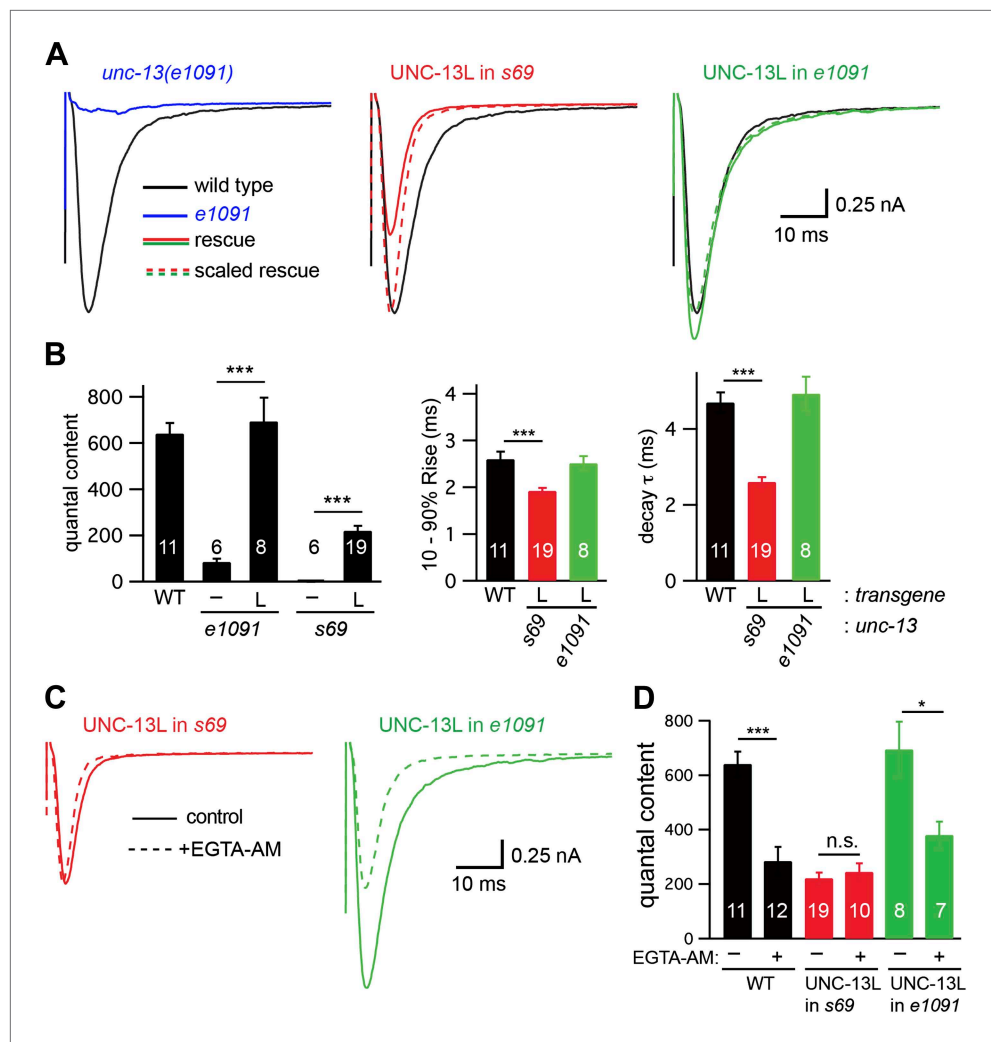 A
unc-13(e1091)
UNC-13L in s69
UNC-13L in e1091
wild type
e1091
rescue
scaled rescue
0.25 nA
10 ms
B
quantal content
800
600
400
200
0
***
***
11
6
8
6
19
WT
–
L
–
L
e1091
s69
10 - 90% Rise (ms)
4
3
2
1
0
***
11
19
8
WT
L
L
s69
e1091
decay τ (ms)
4
2
0
***
11
19
8
WT
L
L
s69
e1091
: transgene
: unc-13
C
UNC-13L in s69
UNC-13L in e1091
control
+EGTA-AM
0.25 nA
10 ms
D
quantal content
800
600
400
200
0
***
n.s.
*
11
12
19
10
8
7
EGTA-AM: – + – + – +
WT
UNC-13L in s69
UNC-13L in e1091